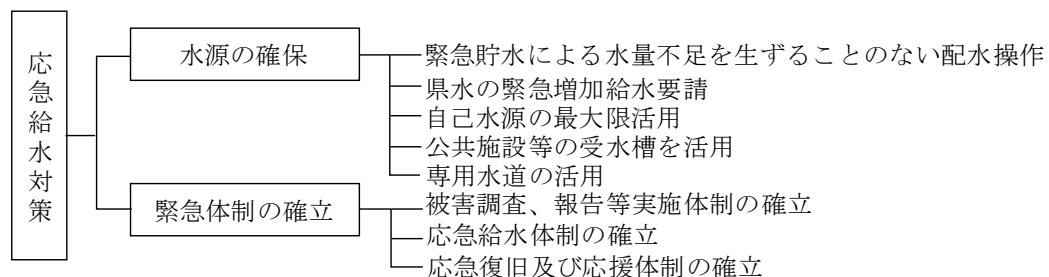 応急給水対策
水源の確保
緊急貯水による水量不足を生ずることのない配水操作
県水の緊急増加給水要請
自己水源の最大限活用
公共施設等の受水槽を活用
専用水道の活用
緊急体制の確立
被害調査、報告等実施体制の確立
応急給水体制の確立
応急復旧及び応援体制の確立